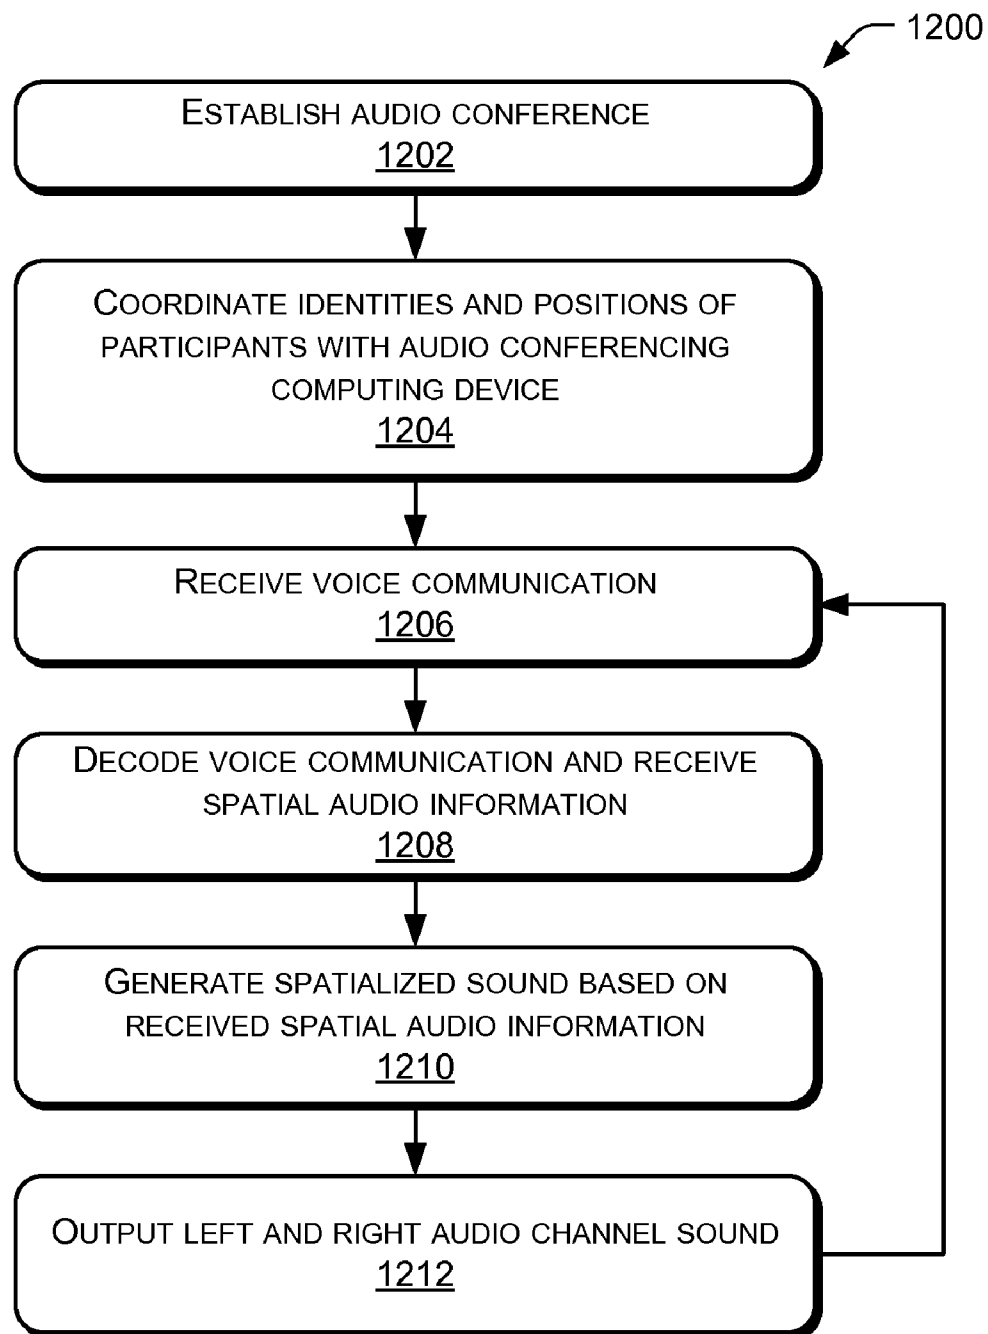 1200
ESTABLISH AUDIO CONFERENCE
1202
COORDINATE IDENTITIES AND POSITIONS OF
PARTICIPANTS WITH AUDIO CONFERENCING
COMPUTING DEVICE
1204
RECEIVE VOICE COMMUNICATION
1206
DECODE VOICE COMMUNICATION AND RECEIVE
SPATIAL AUDIO INFORMATION
1208
GENERATE SPATIALIZED SOUND BASED ON
RECEIVED SPATIAL AUDIO INFORMATION
1210
OUTPUT LEFT AND RIGHT AUDIO CHANNEL SOUND
1212